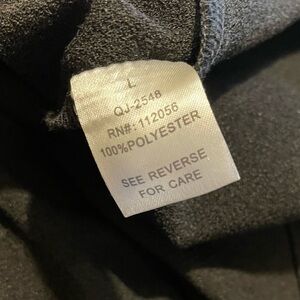 L
QJ-2548
RN#: 112056
100%POLYESTER
SEE REVERSE
FOR CARE